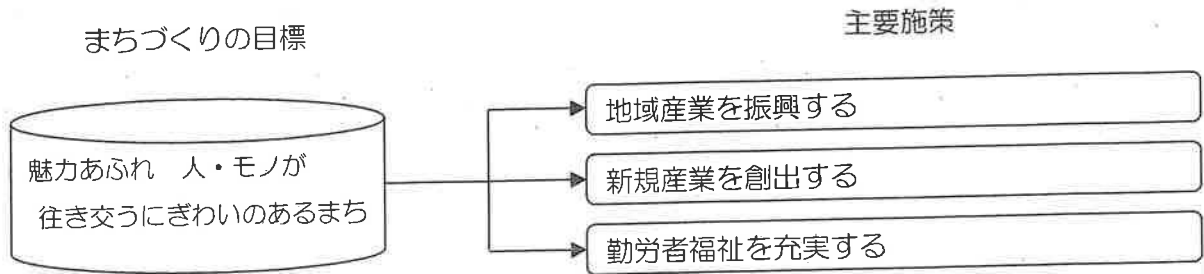 まちづくりの目標
主要施策
魅力あふれ　人・モノが
往き交うにぎわいのあるまち
地域産業を振興する
新規産業を創出する
勤労者福祉を充実する